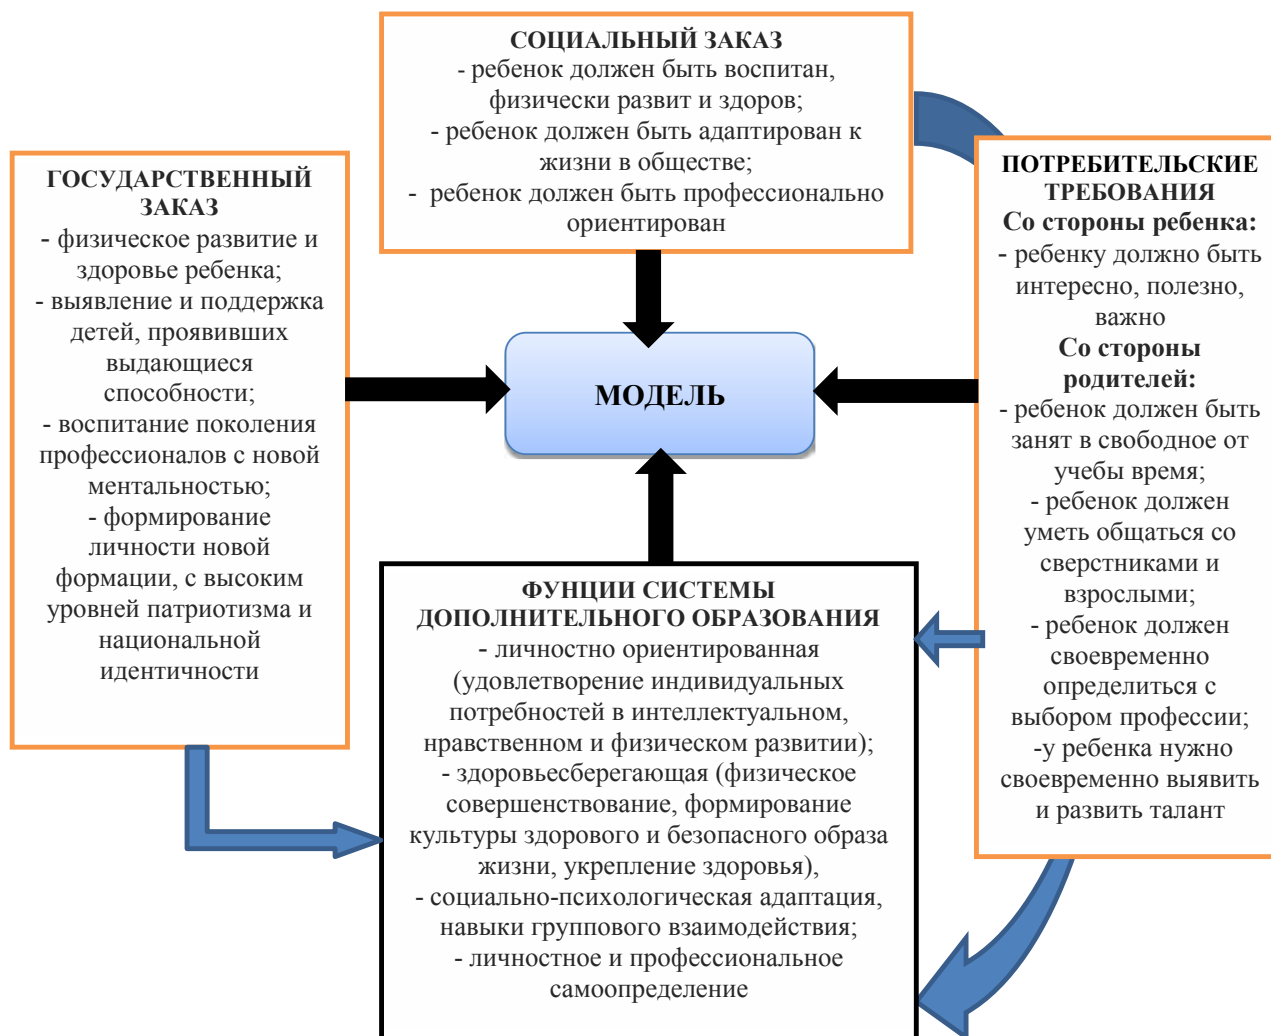 СОЦИАЛЬНЫЙ ЗАКАЗ
- ребенок должен быть воспитан,
физически развит и здоров;
- ребенок должен быть адаптирован к
жизни в обществе;
- ребенок должен быть профессионально
ориентирован
ГОСУДАРСТВЕННЫЙ
ЗАКАЗ
- физическое развитие и
здоровье ребенка;
- выявление и поддержка
детей, проявивших
выдающиеся
способности;
- воспитание поколения
профессионалов с новой
ментальностью;
- формирование
личности новой
формации, с высоким
уровней патриотизма и
национальной
идентичности
МОДЕЛЬ
ПОТРЕБИТЕЛЬСКИЕ
ТРЕБОВАНИЯ
Со стороны ребенка:
- ребенку должно быть
интересно, полезно,
важно
Со стороны
родителей:
- ребенок должен быть
занят в свободное от
учебы время;
- ребенок должен
уметь общаться со
сверстниками и
взрослыми;
- ребенок должен
своевременно
определиться с
выбором профессии;
-у ребенка нужно
своевременно выявить
и развить талант
ФУНКЦИИ СИСТЕМЫ
ДОПОЛНИТЕЛЬНОГО ОБРАЗОВАНИЯ
- личностно ориентированная
(удовлетворение индивидуальных
потребностей в интеллектуальном,
нравственном и физическом развитии);
- здоровьесберегающая (физическое
совершенствование, формирование
культуры здорового и безопасного образа
жизни, укрепление здоровья),
- социально-психологическая адаптация,
навыки группового взаимодействия;
- личностное и профессиональное
самоопределение